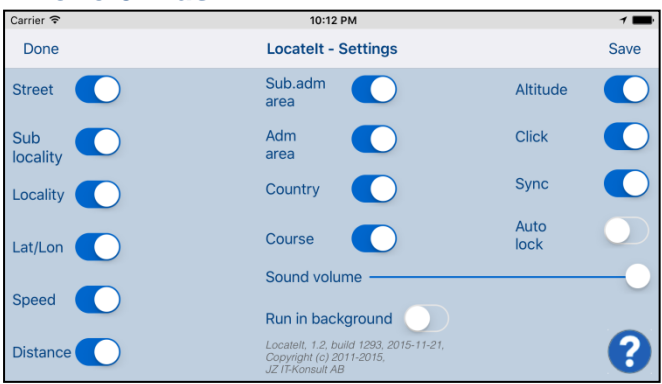 Carrier 10:12 PM
Done LocateIt - Settings Save
Street
Sub
locality
Locality
Lat/Lon
Speed
Distance
Sub.adm
area
Adm
area
Country
Course
Altitude
Click
Sync
Auto
lock
Sound volume
Run in background
LocateIt, 1.2, build 1293, 2015-11-21,
Copyright (c) 2011-2015,
JZ IT-Konsult AB
?